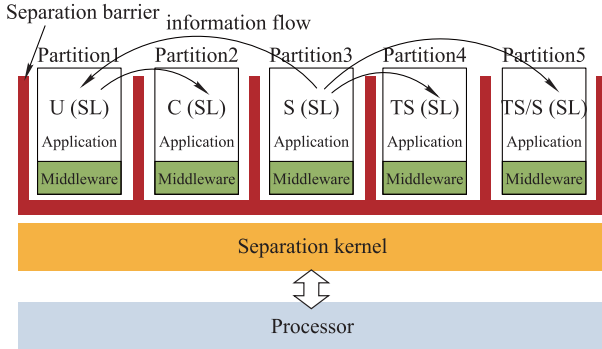 Separation barrier
information flow
Partition1 Partition2 Partition3 Partition4 Partition5
U (SL) C (SL) S (SL) TS (SL) TS/S (SL)
Application Application Application Application Application
Middleware Middleware Middleware Middleware Middleware
Separation kernel
Processor